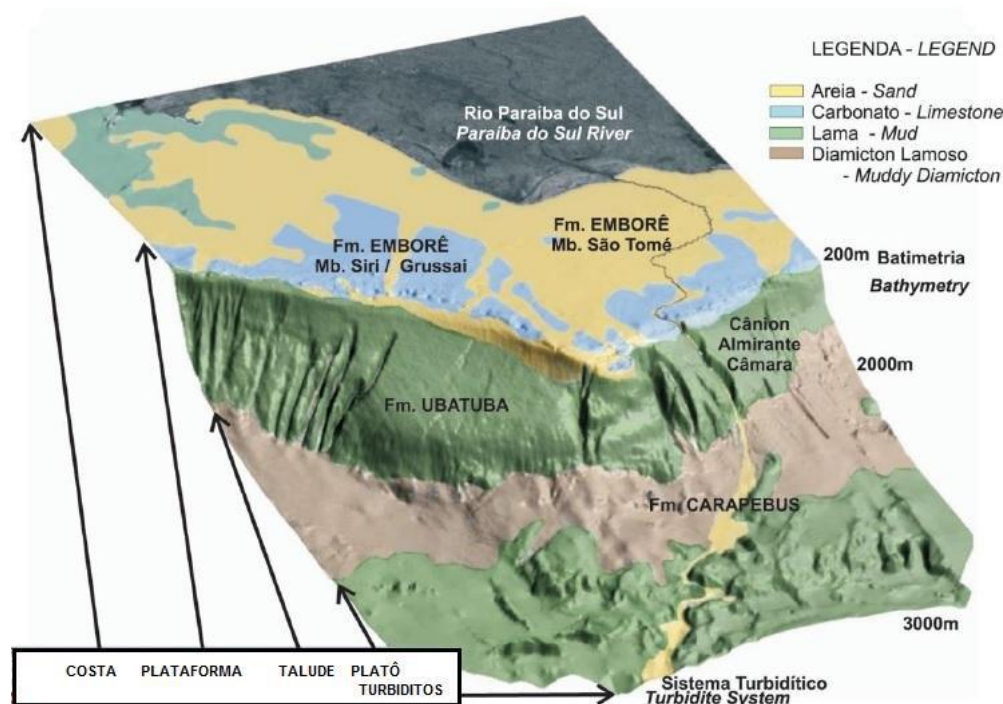 LEGENDA - LEGEND
Areia - Sand
Carbonato - Limestone
Lama - Mud
Diamicton Lamoso
- Muddy Diamicton
Rio Paraíba do Sul
Paraíba do Sul River
Fm. EMBORÊ
Mb. São Tomé
Fm. EMBORÊ
Mb. Siri / Grussai
200m Batimetria
Bathymetry
Cânion
Almirante
Câmara
2000m
Fm. UBATUBA
Fm. CARAPEBUS
3000m
COSTA PLATAFORMA TALUDE PLATÔ
TURBIDITOS
Sistema Turbidítico
Turbidite System